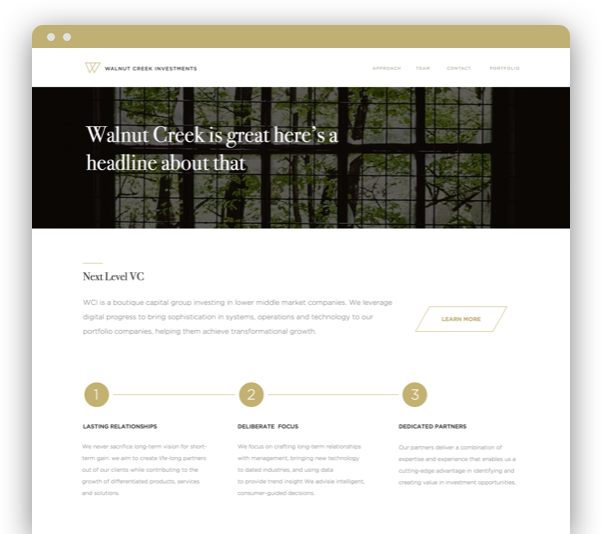 WALNUT CREEK INVESTMENTS
APPROACH TEAM CONTACT PORTFOLIO
Walnut Creek is great here's a
headline about that
Next Level VC
WCI is a boutique capital group investing in lower middle market companies. We leverage
digital progress to bring sophistication in systems, operations and technology to our
portfolio companies, helping them achieve transformational growth.
LEARN MORE
1 2 3
LASTING RELATIONSHIPS
We never sacrifice long-term vision for short-
term gain: we aim to create life-long partners
out of our clients while contributing to the
growth of differentiated products, services
and solutions.
DELIBERATE FOCUS
We focus on crafting long-term relationships
with management, bringing new technology
to dated industries, and using data
to provide trend insight We advise intelligent,
consumer-guided decisions.
DEDICATED PARTNERS
Our partners deliver a combination of
expertise and experience that enables us a
cutting-edge advantage in identifying and
creating value in investment opportunities.